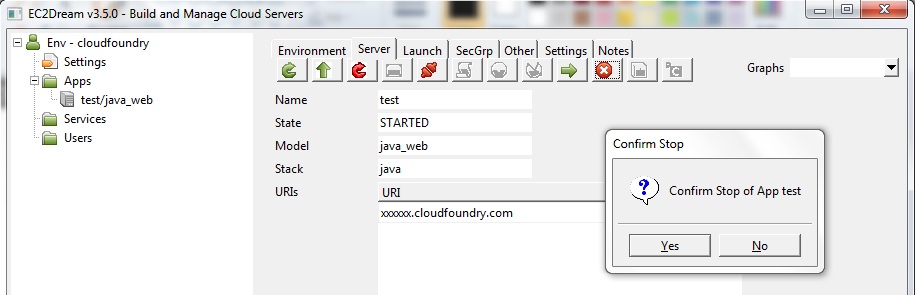 EC2Dream v3.5.0 - Build and Manage Cloud Servers
Env - cloudfoundry
Settings
Apps
test/java_web
Services
Users
Environment Server Launch SecGrp Other Settings Notes
Graphs
Name test
State STARTED
Model java_web
Stack java
URIs URI
xxxxxx.cloudfoundry.com
Confirm Stop
Confirm Stop of App test
Yes No